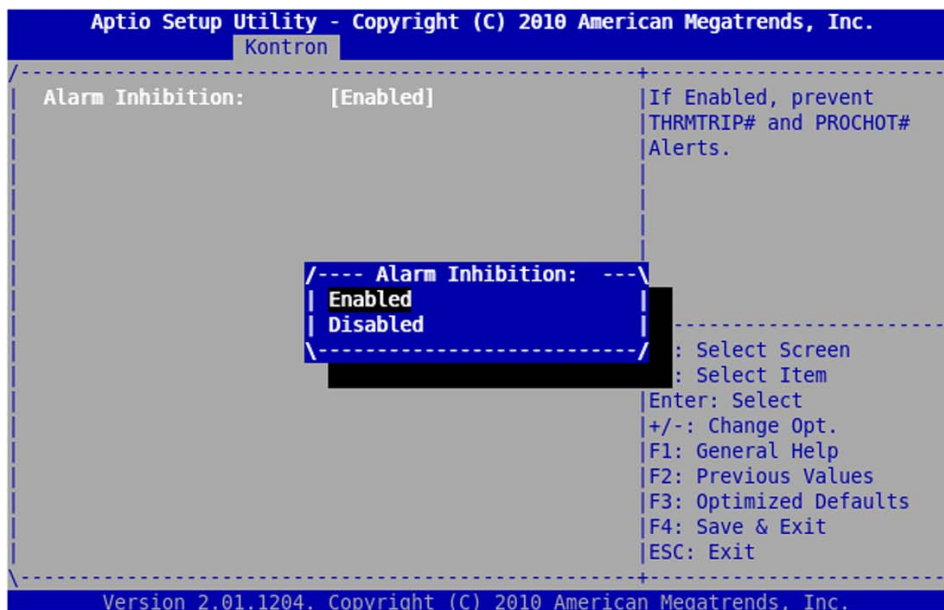 Aptio Setup Utility - Copyright (C) 2010 American Megatrends, Inc.
Kontron
Alarm Inhibition: [Enabled]
If Enabled, prevent
THRMTRIP# and PROCHOT#
Alerts.
/---- Alarm Inhibition: ---\
Enabled
Disabled
: Select Screen
: Select Item
Enter: Select
+/-: Change Opt.
F1: General Help
F2: Previous Values
F3: Optimized Defaults
F4: Save & Exit
ESC: Exit
Version 2.01.1204. Copyright (C) 2010 American Megatrends, Inc.